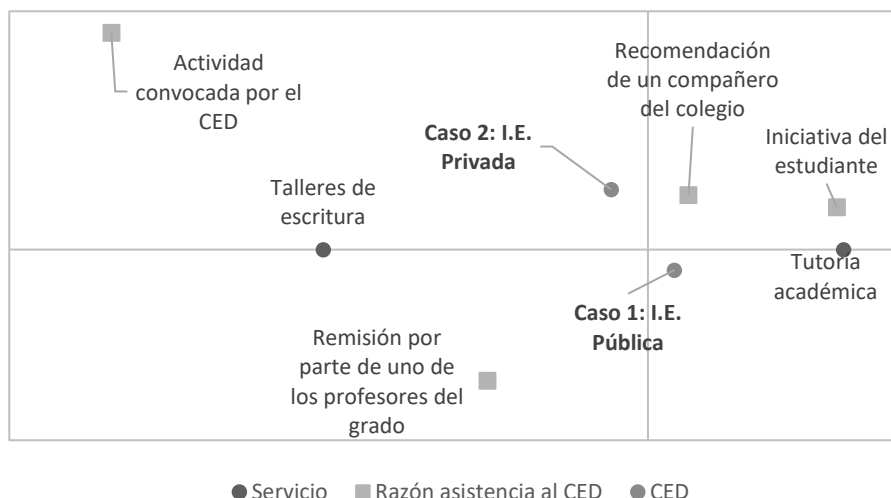 Actividad
convocada por el
CED
Recomendación
de un compañero
del colegio
Caso 2: I.E.
Privada
Iniciativa del
estudiante
Talleres de
escritura
Tutoría
académica
Caso 1: I.E.
Pública
Remisión por
parte de uno de
los profesores del
grado
Servicio Razón asistencia al CED CED